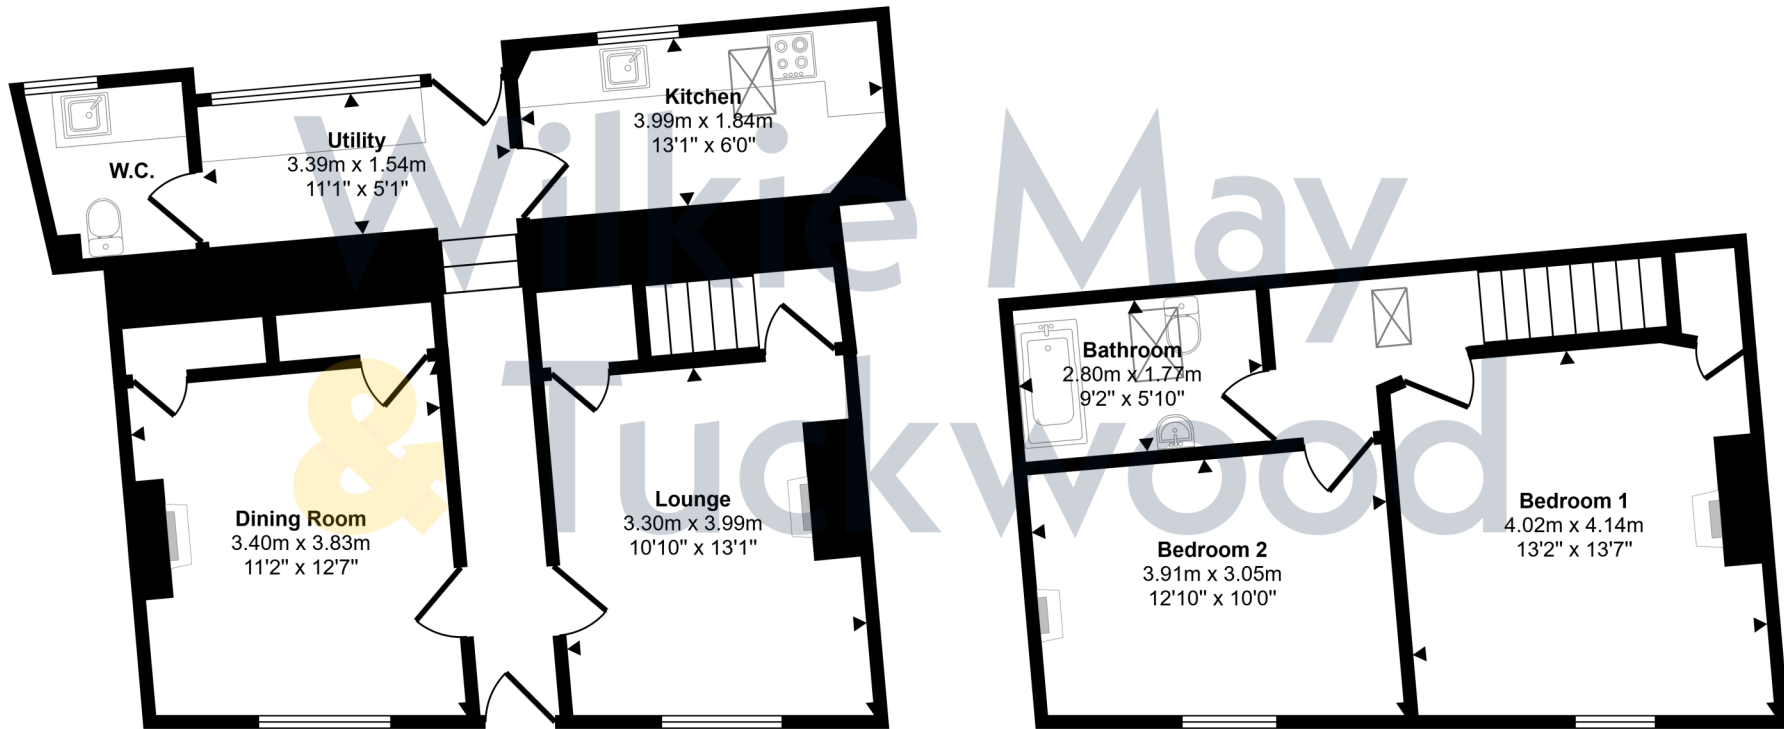 Kitchen
3.99m x 1.84m
13'1" x 6'0"
Utility
3.39m x 1.54m
11'1" x 5'1"
W.C.
Wilkie May
& Tuckwood
Bathroom
2.80m x 1.77m
9'2" x 5'10"
Dining Room
3.40m x 3.83m
11'2" x 12'7"
Lounge
3.30m x 3.99m
10'10" x 13'1"
Bedroom 2
3.91m x 3.05m
12'10" x 10'0"
Bedroom 1
4.02m x 4.14m
13'2" x 13'7"